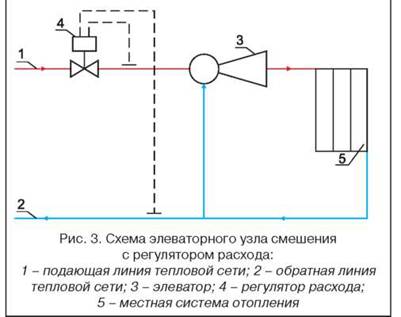 4
3
1
5
2
Рис. 3. Схема элеваторного узла смешения
с регулятором расхода:
1 – подающая линия тепловой сети; 2 – обратная линия
тепловой сети; 3 – элеватор; 4 – регулятор расхода;
5 – местная система отопления